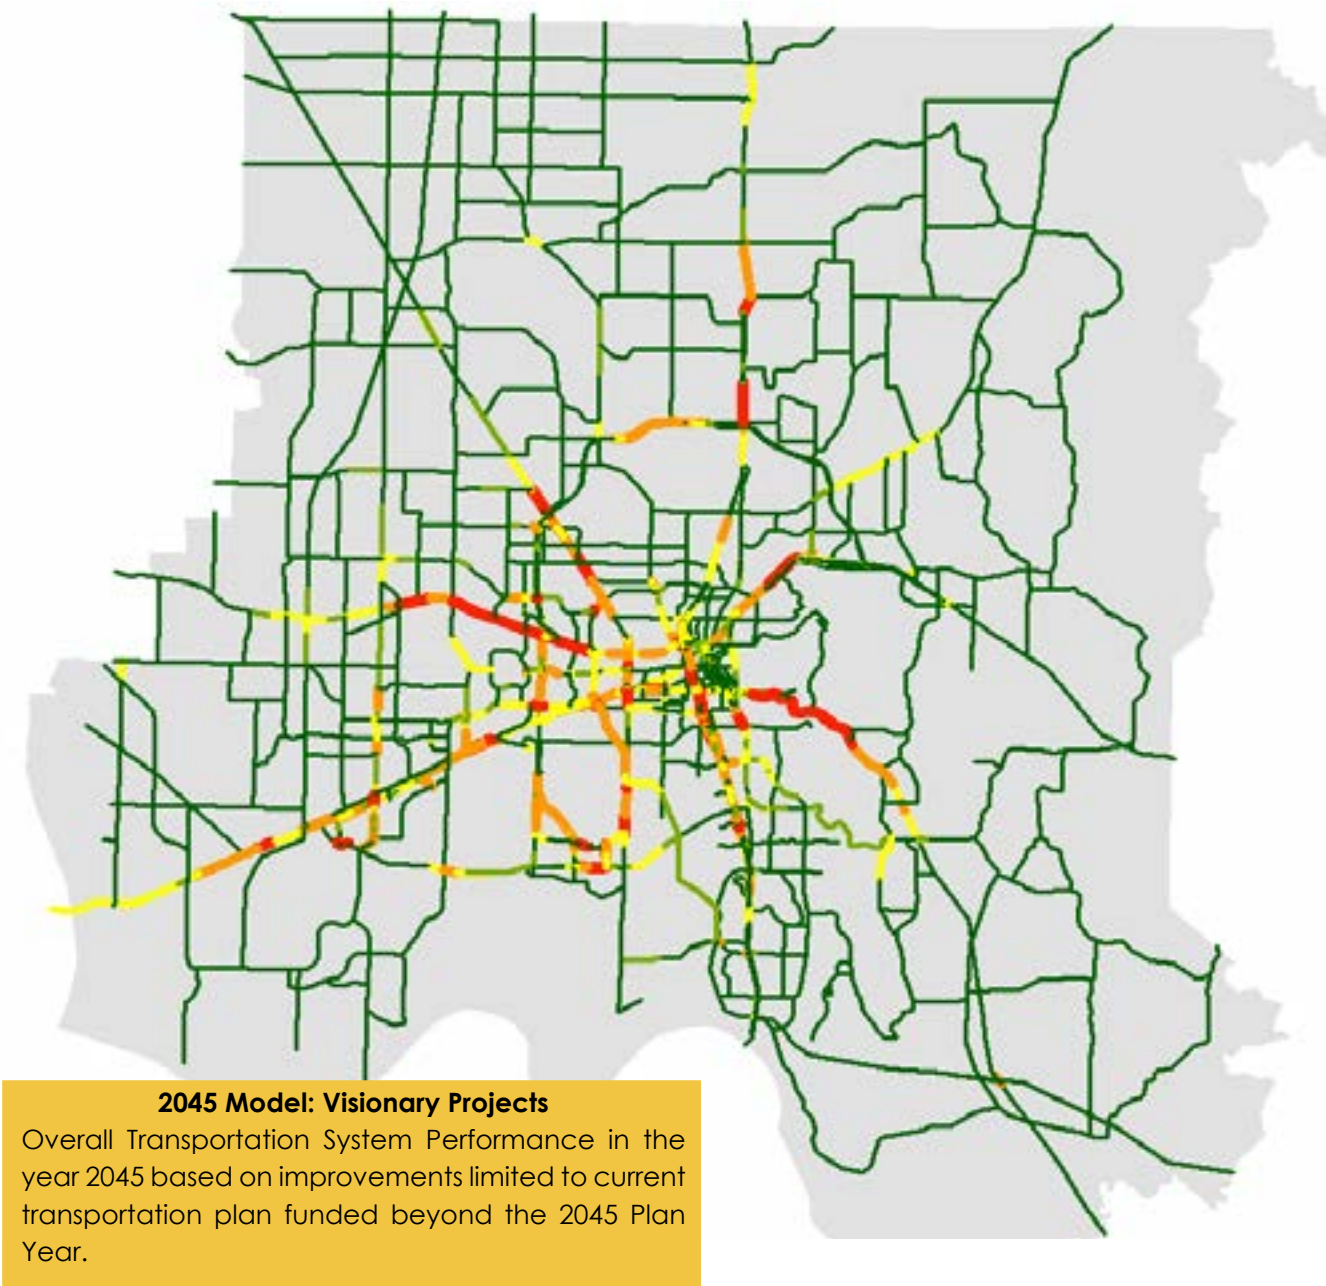 2045 Model: Visionary Projects
Overall Transportation System Performance in the
year 2045 based on improvements limited to current
transportation plan funded beyond the 2045 Plan
Year.